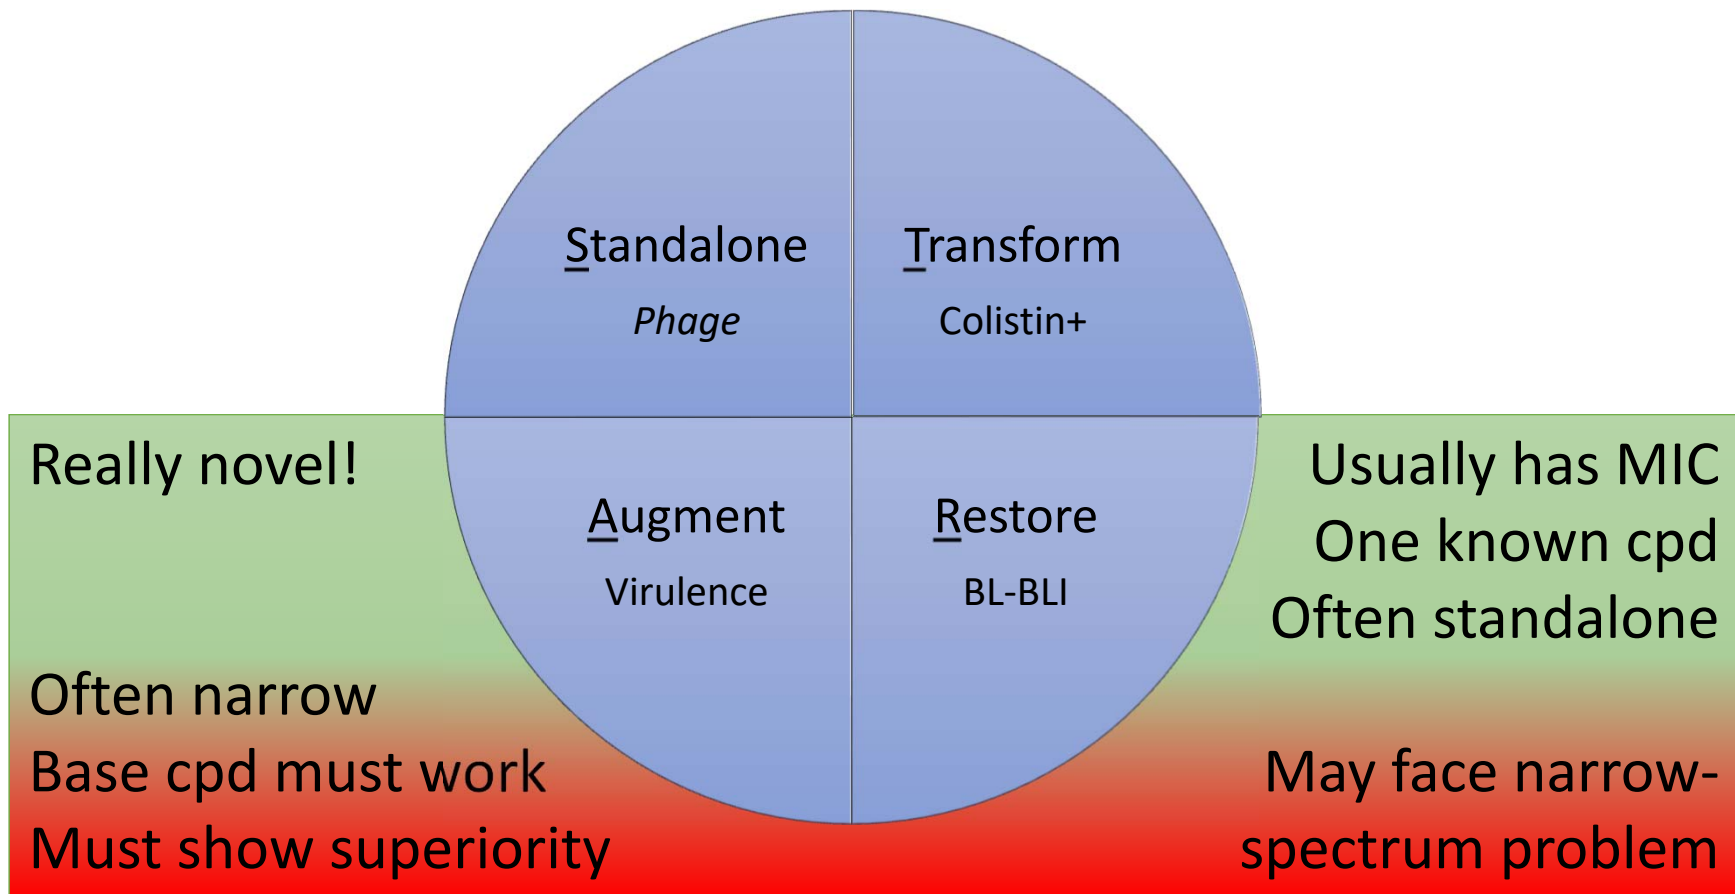 Standalone
Phage
Transform
Colistin+
Augment
Virulence
Restore
BL-BLI
Really novel!
Often narrow
Base cpd must work
Must show superiority
Usually has MIC
One known cpd
Often standalone
May face narrow-
spectrum problem